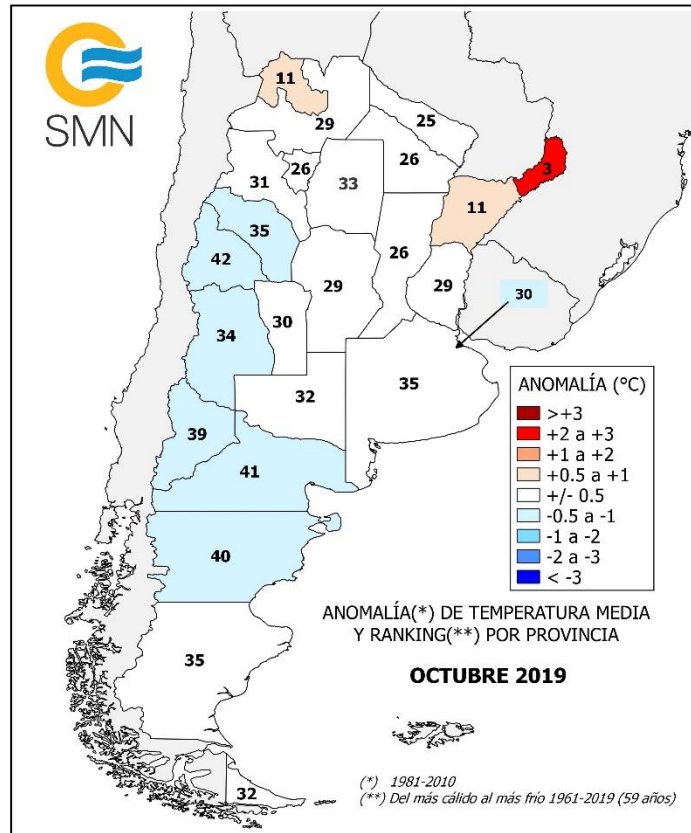 SMN
11
29
25
26
26
33
31
3
11
35
42
26
29
29
30
30
34
35
32
39
41
40
35
32
ANOMALÍA (°C)
>+3
+2 a +3
+1 a +2
+0.5 a +1
+/- 0.5
-0.5 a -1
-1 a -2
-2 a -3
< -3
ANOMALÍA(*) DE TEMPERATURA MEDIA
Y RANKING(**) POR PROVINCIA
OCTUBRE 2019
(*) 1981-2010
(**) Del más cálido al más frío 1961-2019 (59 años)